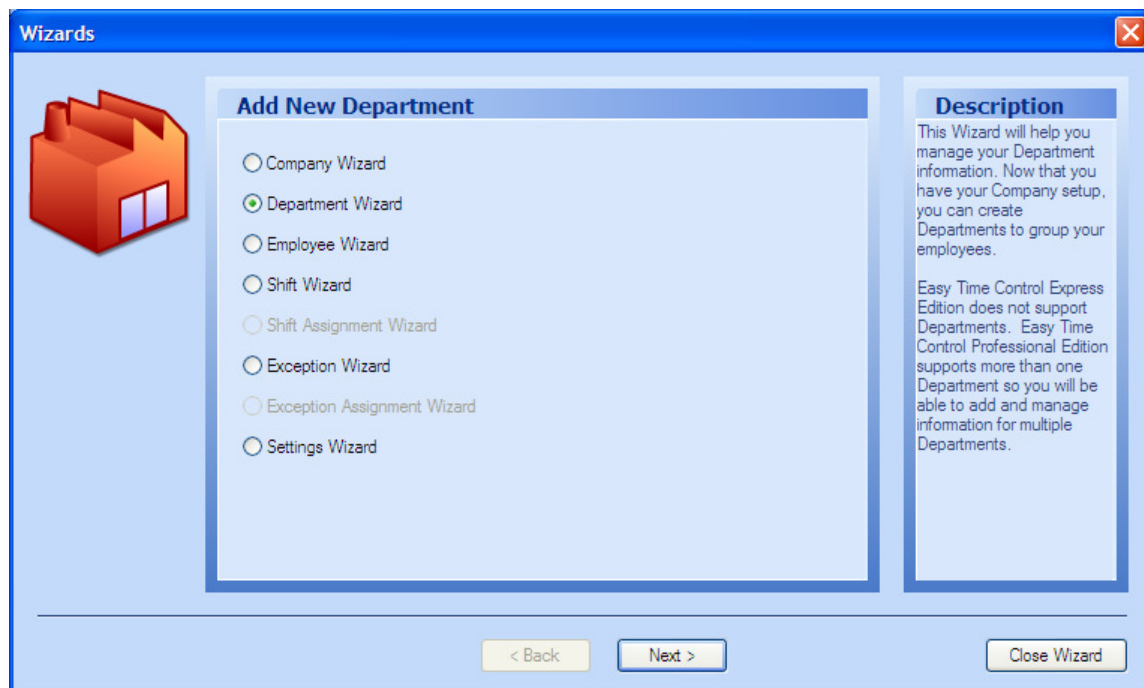 Wizards
Add New Department
Company Wizard
Department Wizard
Employee Wizard
Shift Wizard
Shift Assignment Wizard
Exception Wizard
Exception Assignment Wizard
Settings Wizard
Description
This Wizard will help you
manage your Department
information. Now that you
have your Company setup,
you can create
Departments to group your
employees.
Easy Time Control Express
Edition does not support
Departments. Easy Time
Control Professional Edition
supports more than one
Department so you will be
able to add and manage
information for multiple
Departments.
< Back
Next >
Close Wizard